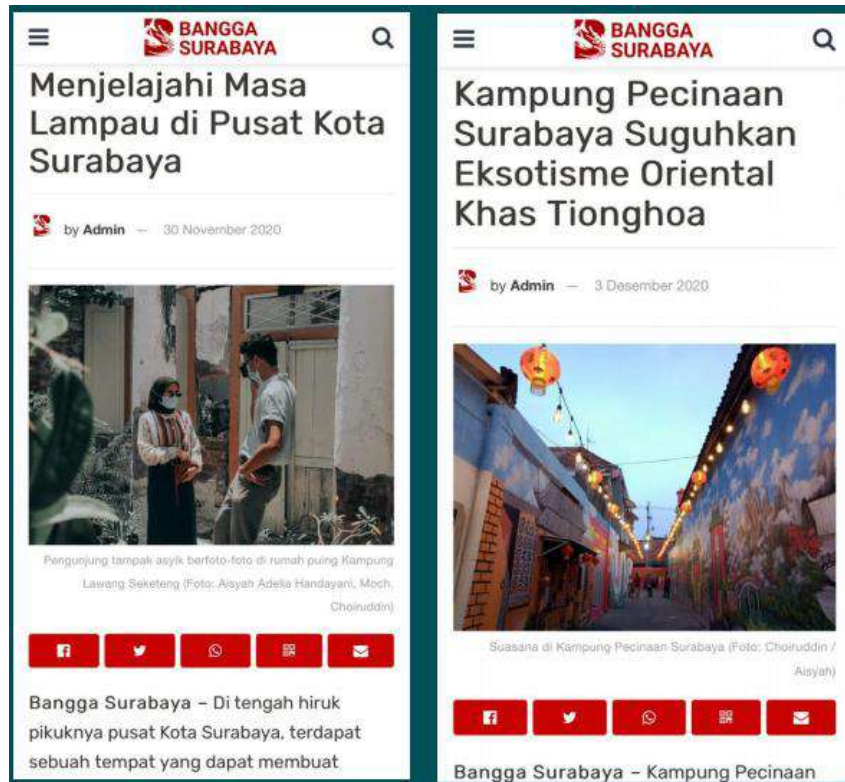 BANGGA
SURABAYA
Menjelajahi Masa
Lampau di Pusat Kota
Surabaya
by Admin — 30 November 2020
Pengunjung tampak asyik berfoto-foto di rumah puing Kampung
Lawang Seketeng (Foto: Aisyah Adelia Handayani, Moch.
Choiruddin)
Bangga Surabaya – Di tengah hiruk
pikuknya pusat Kota Surabaya, terdapat
sebuah tempat yang dapat membuat
BANGGA
SURABAYA
Kampung Pecinaan
Surabaya Suguhkan
Eksotisme Oriental
Khas Tionghoa
by Admin — 3 Desember 2020
Suasana di Kampung Pecinaan Surabaya (Foto: Choiruddin /
Aisyah)
Bangga Surabaya – Kampung Pecinaan